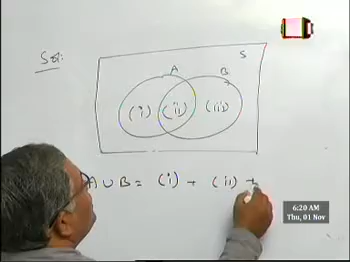 Sol:
S
A
B
(i) (ii) (iii)
A ∪ B = (i) + (ii) +
6:20 AM
Thu, 01 Nov